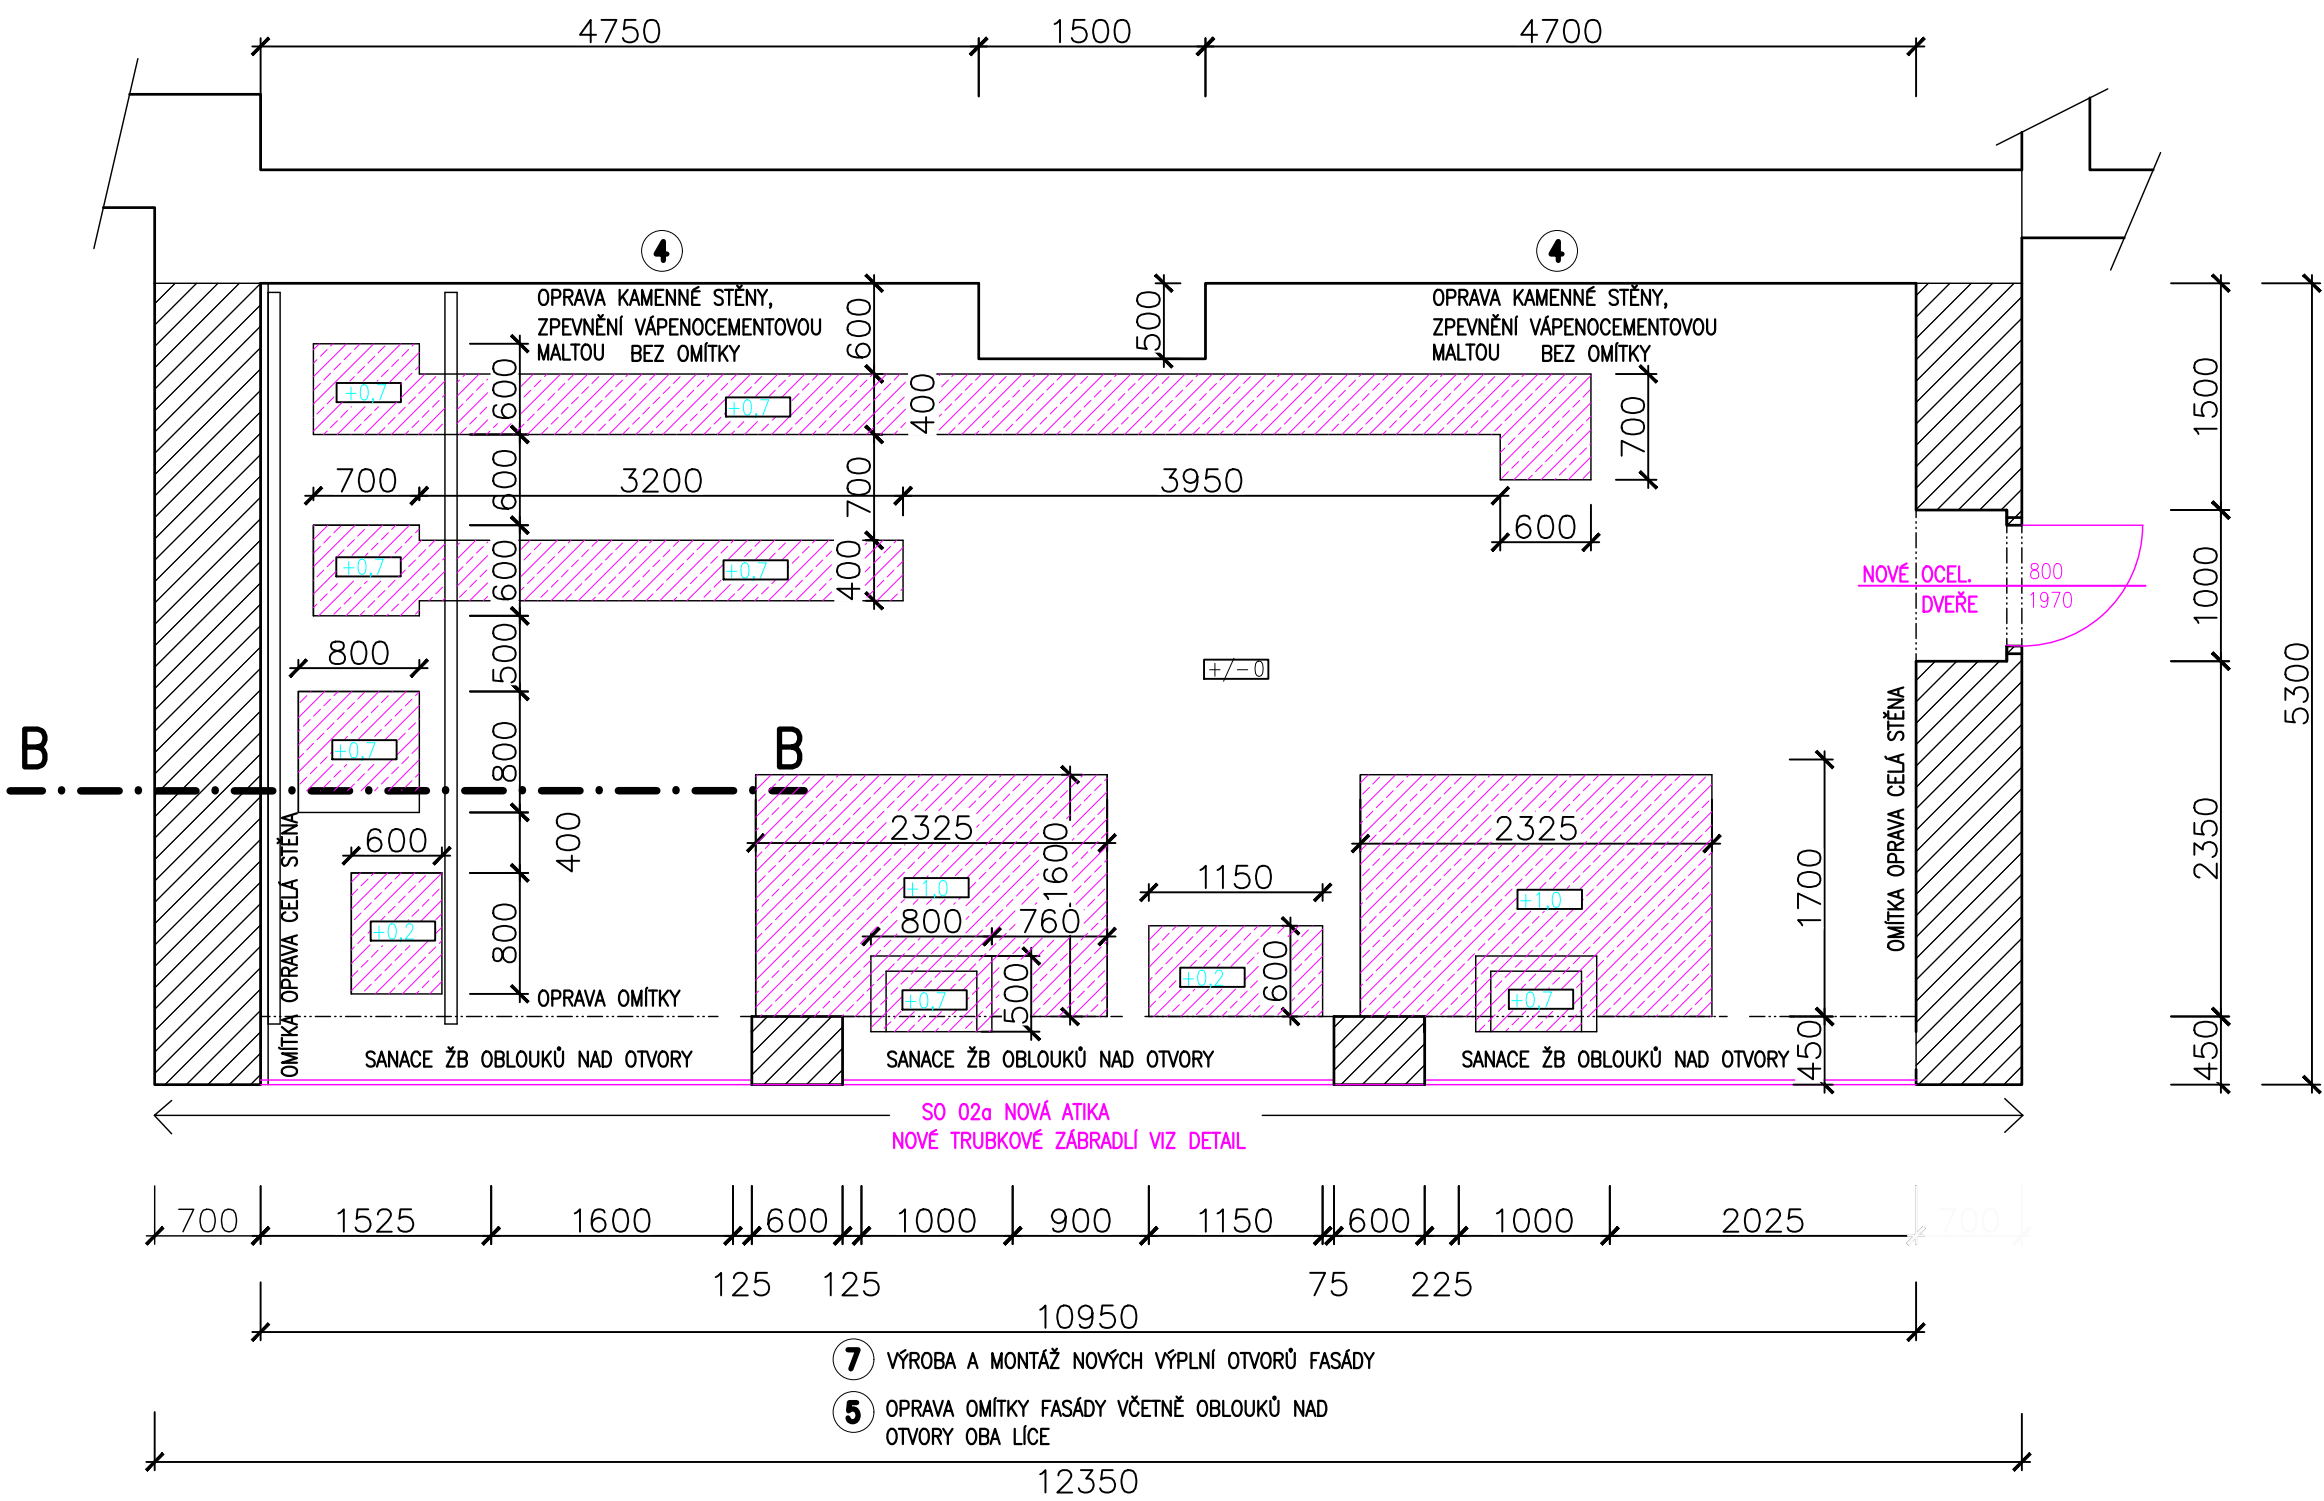 4750 1500 4700
4 4
OPRAVA KAMENNÉ STĚNY,
ZPEVNĚNÍ VÁPENOCEMENTOVOU
MALTOU BEZ OMÍTKY
OPRAVA KAMENNÉ STĚNY,
ZPEVNĚNÍ VÁPENOCEMENTOVOU
MALTOU BEZ OMÍTKY
600
500
600
400
700
1500
+0,7
+0,7
600
700
3200
700
3950
600
+0,7
+0,7
600
400
NOVÉ OCEL.
DVEŘE
800
1970
1000
800
500
+/-0
5300
+0,7
800
B B
OMÍTKA OPRAVA CELÁ STĚNA
600
400
2325
1600
2325
1700
2350
+1,0
+1,0
1150
800 760
+0,2
800
+0,7
500
+0,2
600
+0,7
OMÍTKA OPRAVA CELÁ STĚNA
OPRAVA OMÍTKY
SANACE ŽB OBLOUKŮ NAD OTVORY
SANACE ŽB OBLOUKŮ NAD OTVORY
SANACE ŽB OBLOUKŮ NAD OTVORY
450
450
SO 02a NOVÁ ATIKA
NOVÉ TRUBKOVÉ ZÁBRADLÍ VIZ DETAIL
700 1525 1600 600 1000 900 1150 600 1000 2025 700
125 125 75 225
10950
7 VÝROBA A MONTÁŽ NOVÝCH VÝPLNÍ OTVORŮ FASÁDY
5 OPRAVA OMÍTKY FASÁDY VČETNĚ OBLOUKŮ NAD
OTVORY OBA LÍCE
12350